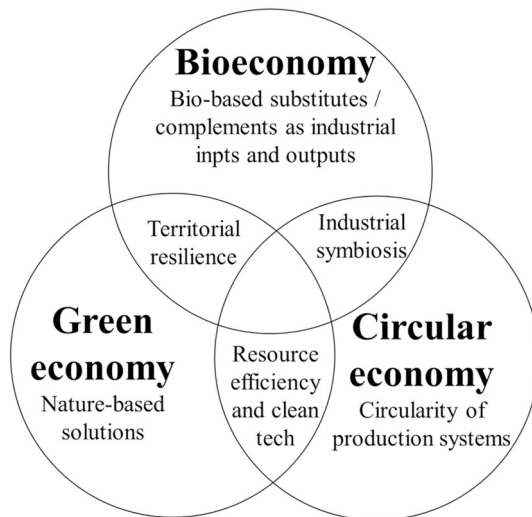 Bioeconomy
Bio-based substitutes /
complements as industrial
inpts and outputs
Territorial
resilience
Industrial
symbiosis
Green
economy
Nature-based
solutions
Resource
efficiency
and clean
tech
Circular
economy
Circularity of
production systems